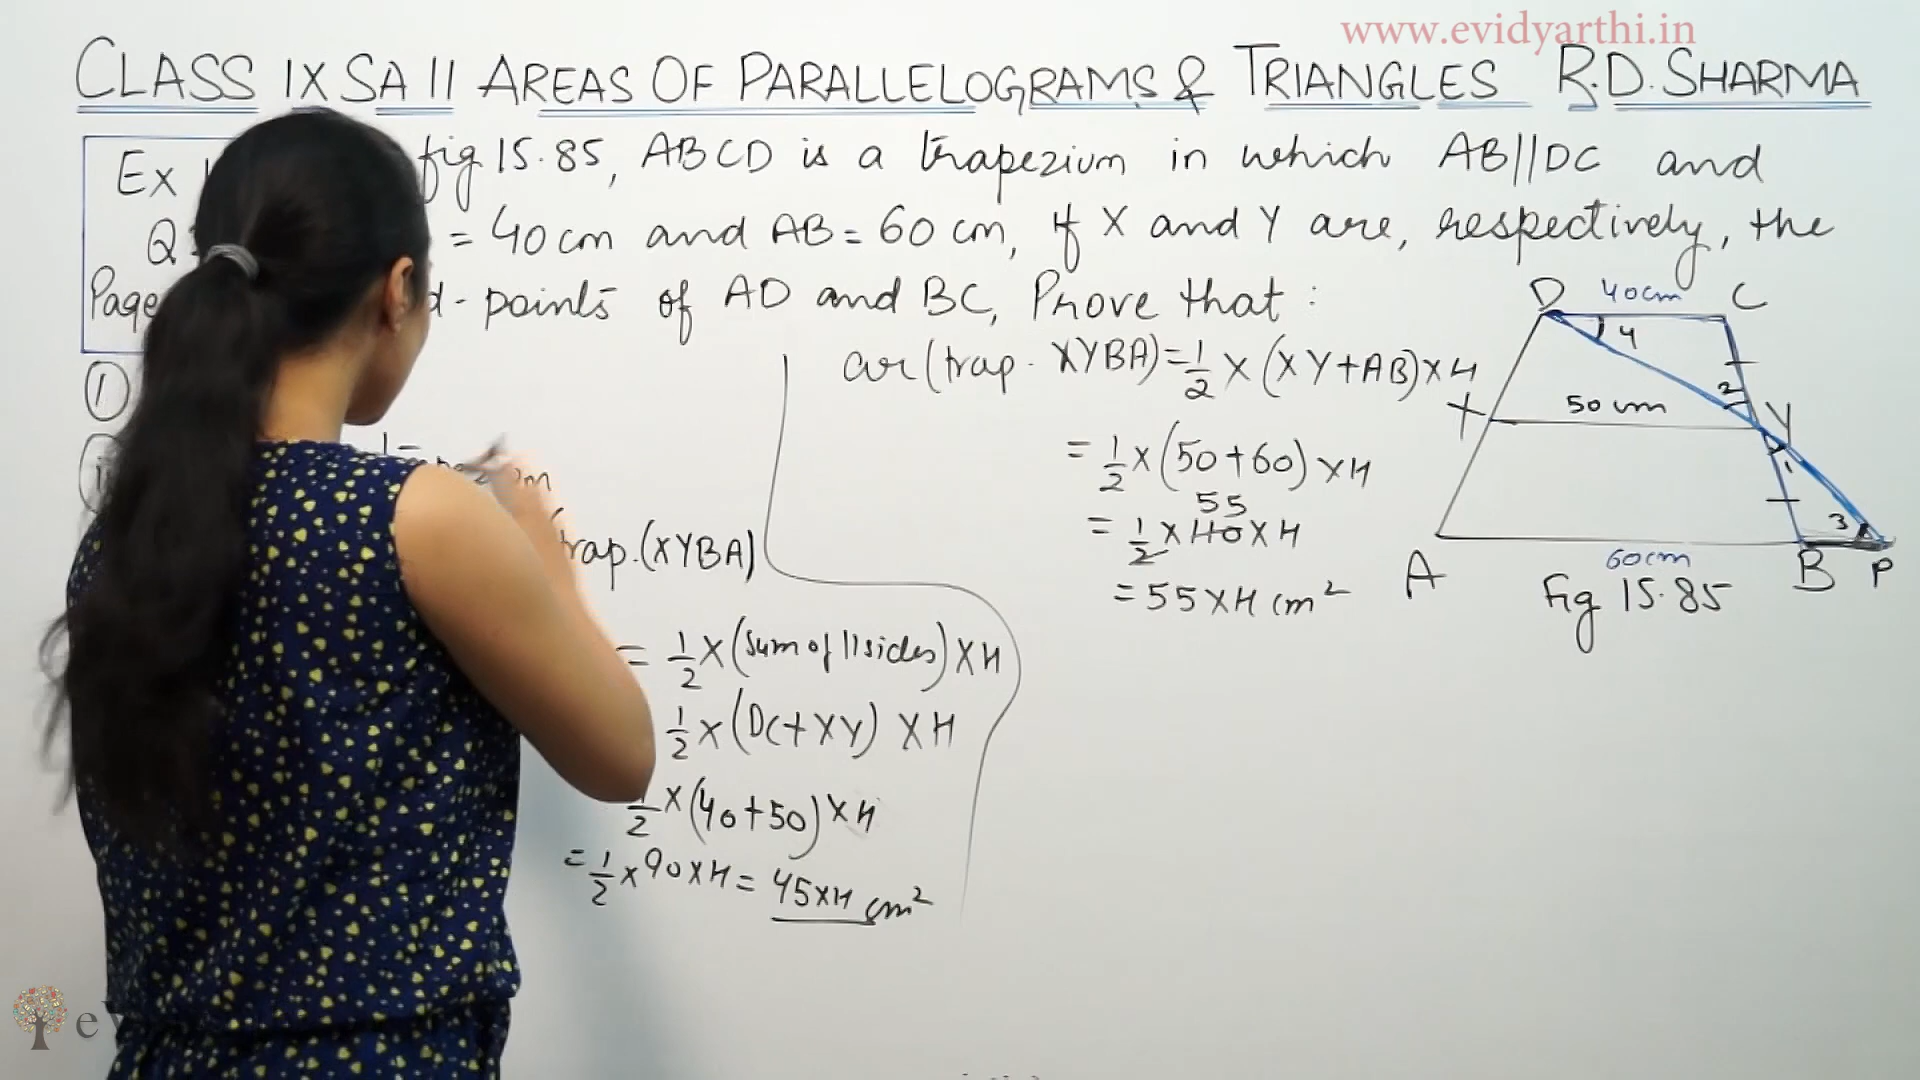 www.evidyarthi.in
CLASS IX SA II AREAS OF PARALLELOGRAMS & TRIANGLES R.D. SHARMA
Ex fig 15.85, ABCD is a trapezium in which AB||DC and
Q = 40 cm and AB = 60 cm, if X and Y are, respectively, the
Page d-points of AD and BC, Prove that :
(i)
trap. (XYBA)
= 1/2 × (Sum of || sides) × H
1/2 × (DC + XY) × H
1/2 × (40 + 50) × H
= 1/2 × 90 × H = 45 × H cm²
ar (trap. XYBA) = 1/2 × (XY + AB) × H
= 1/2 × (50 + 60) × H
55
= 1/2 × 110 × H
= 55 × H cm²
D 40cm C
4
2
X 50 cm Y
1
3
A 60cm B P
Fig 15.85